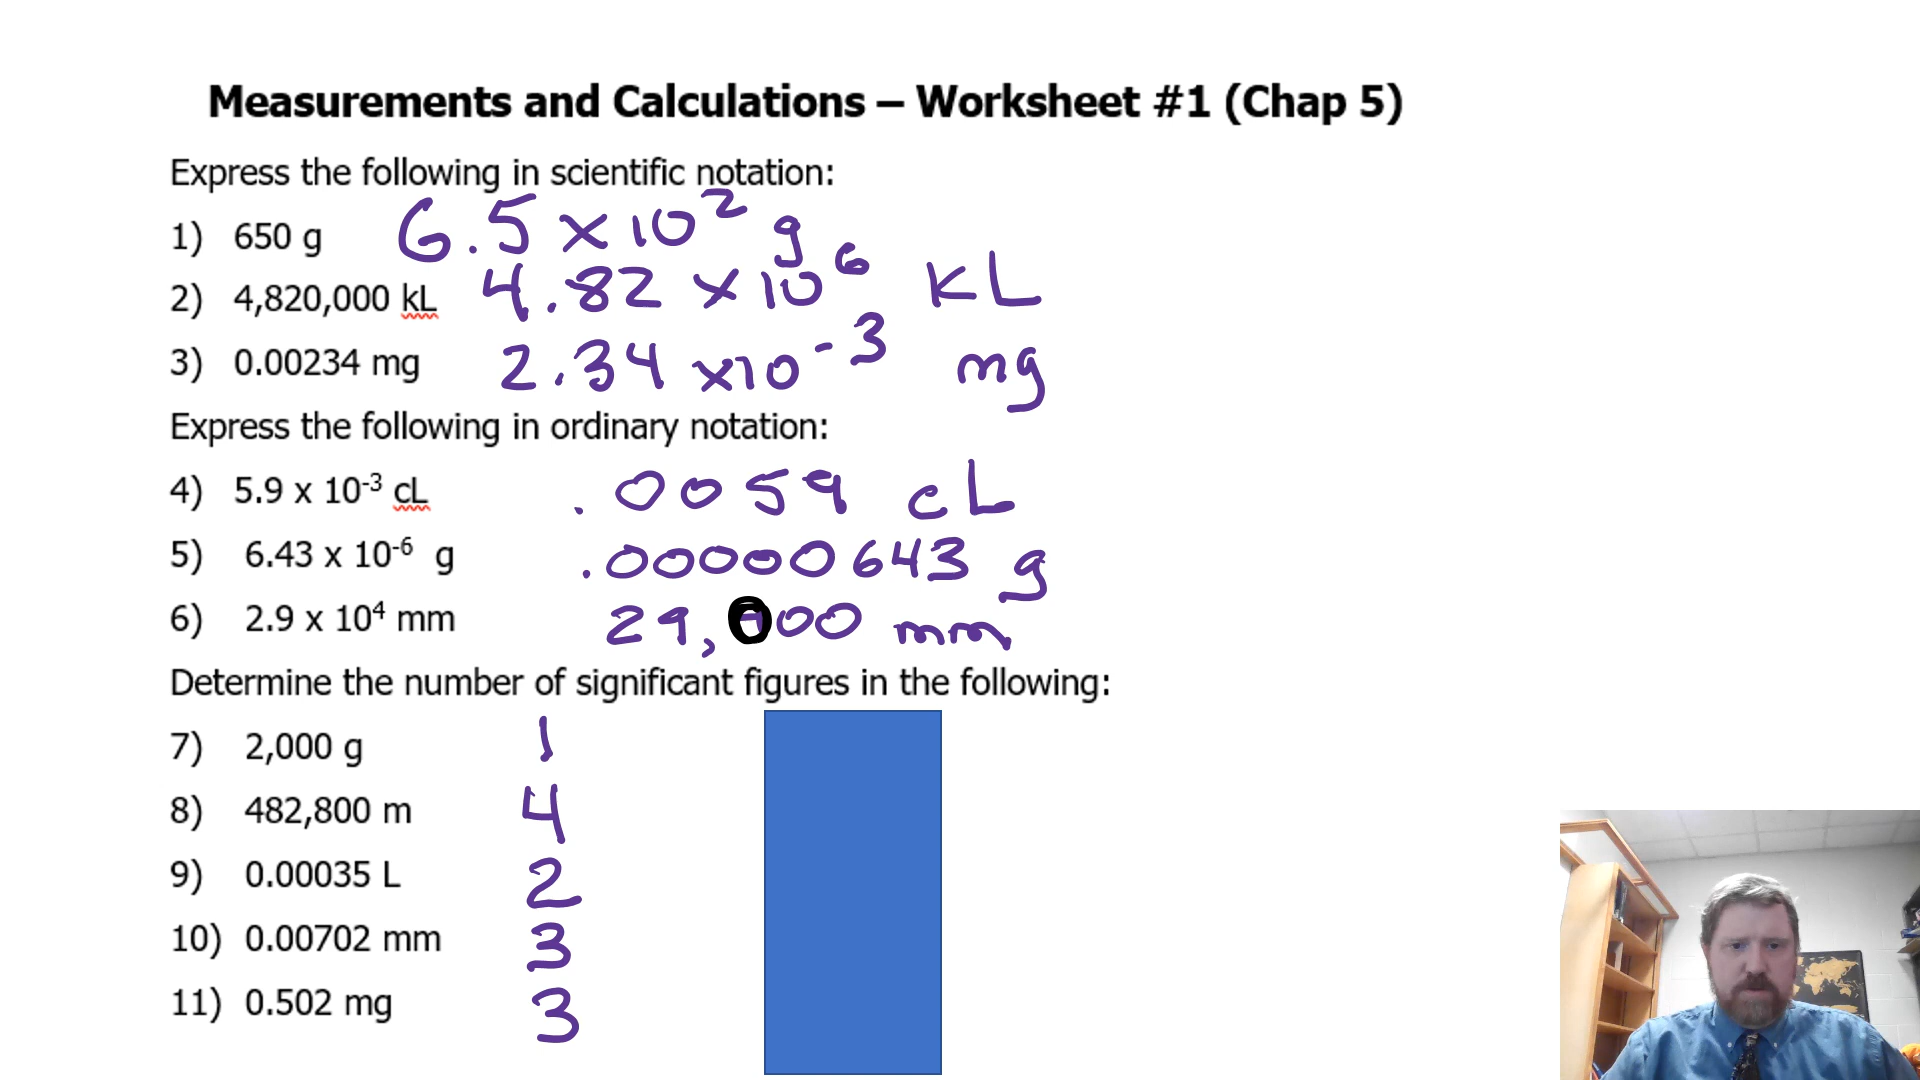 Measurements and Calculations – Worksheet #1 (Chap 5)
Express the following in scientific notation:
1) 650 g 6.5 x 10² g
2) 4,820,000 kL 4.82 x 10⁶ kL
3) 0.00234 mg 2.34 x10⁻³ mg
Express the following in ordinary notation:
4) 5.9 x 10⁻³ cL .0059 cL
5) 6.43 x 10⁻⁶ g .00000643 g
6) 2.9 x 10⁴ mm 29,000 mm
Determine the number of significant figures in the following:
7) 2,000 g 1
8) 482,800 m 4
9) 0.00035 L 2
10) 0.00702 mm 3
11) 0.502 mg 3